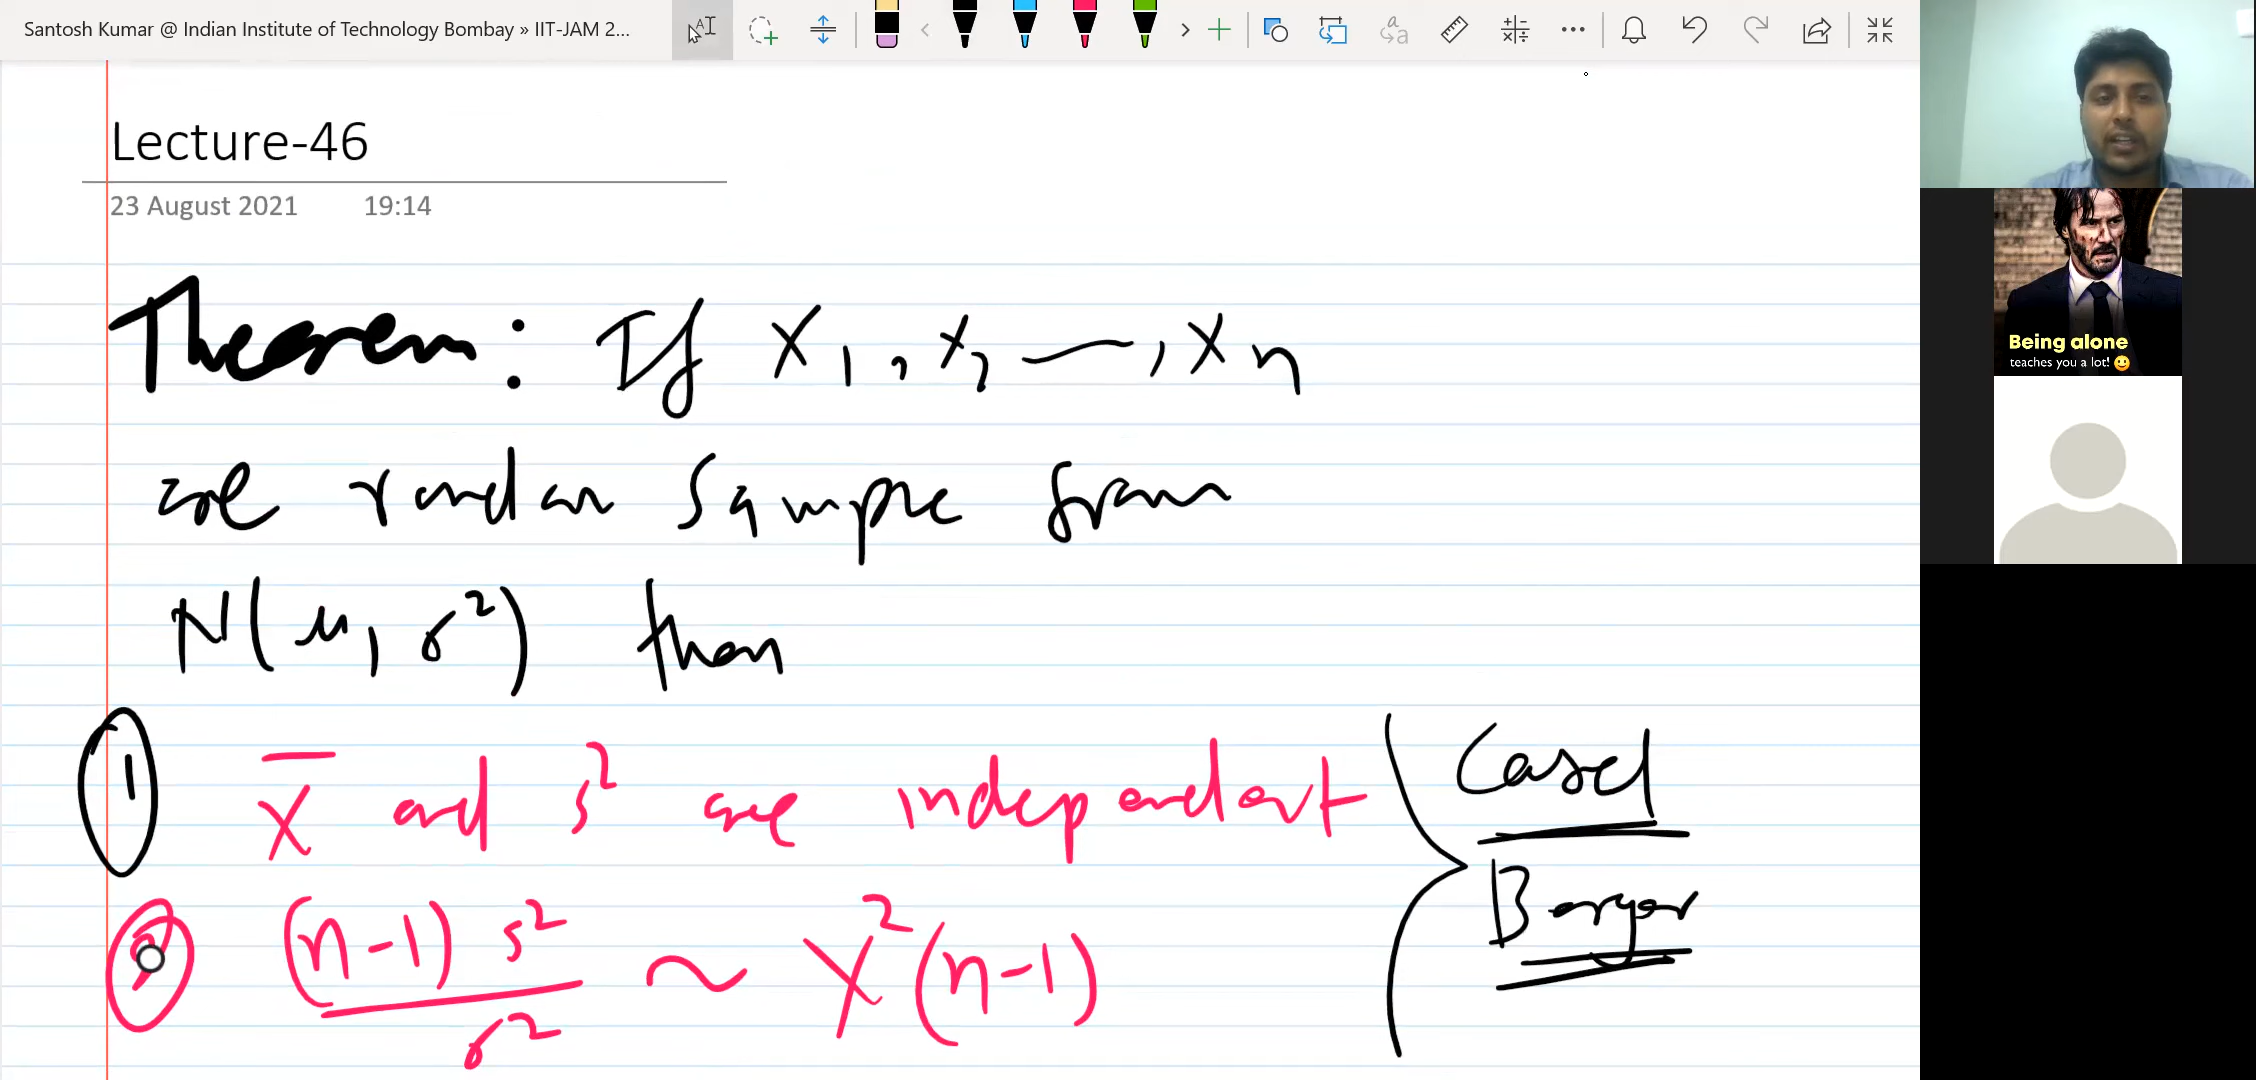 Santosh Kumar @ Indian Institute of Technology Bombay » IIT-JAM 2...
Lecture-46
23 August 2021 19:14
Theorem: If X₁, X₂ —, Xn
are random sample from
N(μ, σ²) then
① X̄ and s² are independent
② (n-1) s² / σ² ~ χ²(n-1)
Casel
Berger
Being alone
teaches you a lot! 😃